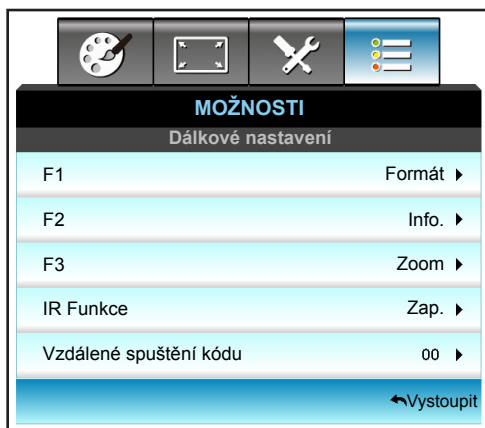 MOŽNOSTI
Dálkové nastavení
F1 Formát
F2 Info.
F3 Zoom
IR Funkce Zap.
Vzdálené spuštění kódu 00
Vystoupit